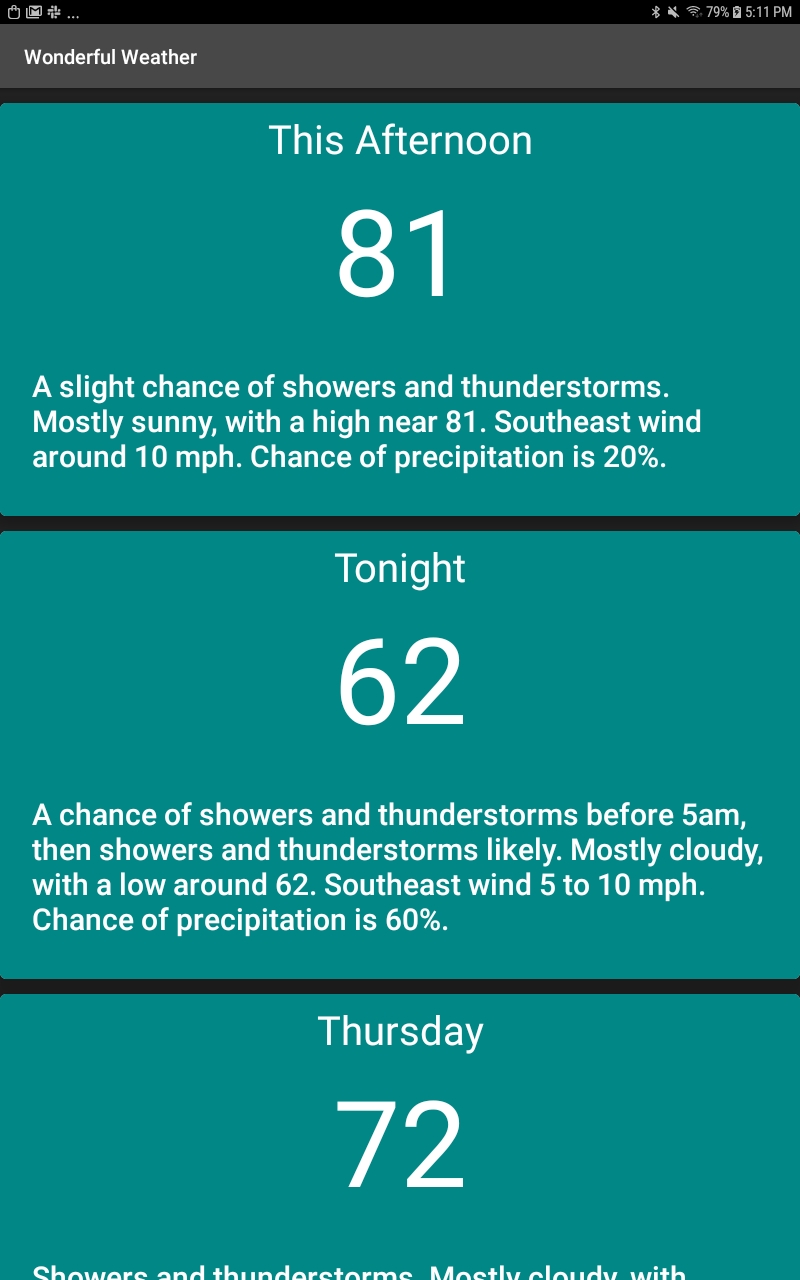 ... 79% 5:11 PM
Wonderful Weather
This Afternoon
81
A slight chance of showers and thunderstorms.
Mostly sunny, with a high near 81. Southeast wind
around 10 mph. Chance of precipitation is 20%.
Tonight
62
A chance of showers and thunderstorms before 5am,
then showers and thunderstorms likely. Mostly cloudy,
with a low around 62. Southeast wind 5 to 10 mph.
Chance of precipitation is 60%.
Thursday
72
Showers and thunderstorms. Mostly cloudy, with